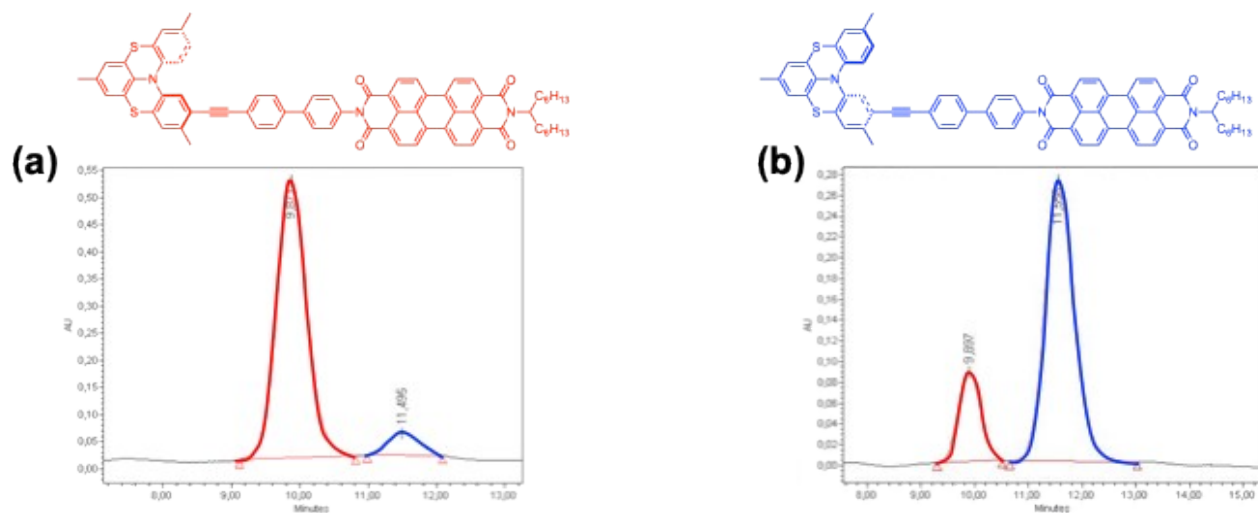 S
N
S
O
O
N
N
O
O
C₆H₁₃
C₆H₁₃
(a)
0,55
0,50
0,45
0,40
0,35
0,30
0,25
0,20
0,15
0,10
0,05
0,00
AU
11,495
8,00 9,00 10,00 11,00 12,00 13,00
Minutes
S
N
S
O
O
N
N
O
O
C₆H₁₃
C₆H₁₃
(b)
0,28
0,26
0,24
0,22
0,20
0,18
0,16
0,14
0,12
0,10
0,08
0,06
0,04
0,02
0,00
AU
9,897
8,00 9,00 10,00 11,00 12,00 13,00 14,00 15,00
Minutes